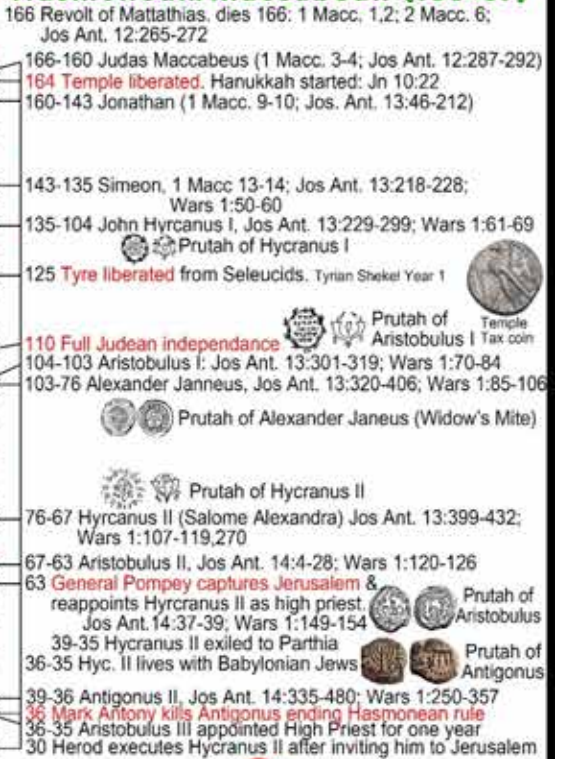 166 Revolt of Mattathias. dies 166: 1 Macc. 1,2; 2 Macc. 6;
Jos Ant. 12:265-272
166-160 Judas Maccabeus (1 Macc. 3-4; Jos Ant. 12:287-292)
164 Temple liberated. Hanukkah started: Jn 10:22
160-143 Jonathan (1 Macc. 9-10; Jos. Ant. 13:46-212)
143-135 Simeon, 1 Macc 13-14; Jos Ant. 13:218-228;
Wars 1:50-60
135-104 John Hyrcanus I, Jos Ant. 13:229-299; Wars 1:61-69
Prutah of Hycranus I
125 Tyre liberated from Seleucids. Tyrian Shekel Year 1
Temple
Tax coin
Prutah of
Aristobulus I
110 Full Judean independance
104-103 Aristobulus I: Jos Ant. 13:301-319; Wars 1:70-84
103-76 Alexander Janneus, Jos Ant. 13:320-406; Wars 1:85-106
Prutah of Alexander Janeus (Widow's Mite)
Prutah of Hycranus II
76-67 Hyrcanus II (Salome Alexandra) Jos Ant. 13:399-432;
Wars 1:107-119,270
67-63 Aristobulus II, Jos Ant. 14:4-28; Wars 1:120-126
63 General Pompey captures Jerusalem &
reappoints Hyrcranus II as high priest.
Jos Ant.14:37-39; Wars 1:149-154
Prutah of
Aristobulus
39-35 Hycranus II exiled to Parthia
36-35 Hyc. II lives with Babylonian Jews
Prutah of
Antigonus
39-36 Antigonus II, Jos Ant. 14:335-480; Wars 1:250-357
36 Mark Antony kills Antigonus ending Hasmonean rule
36-35 Aristobulus III appointed High Priest for one year
30 Herod executes Hycranus II after inviting him to Jerusalem